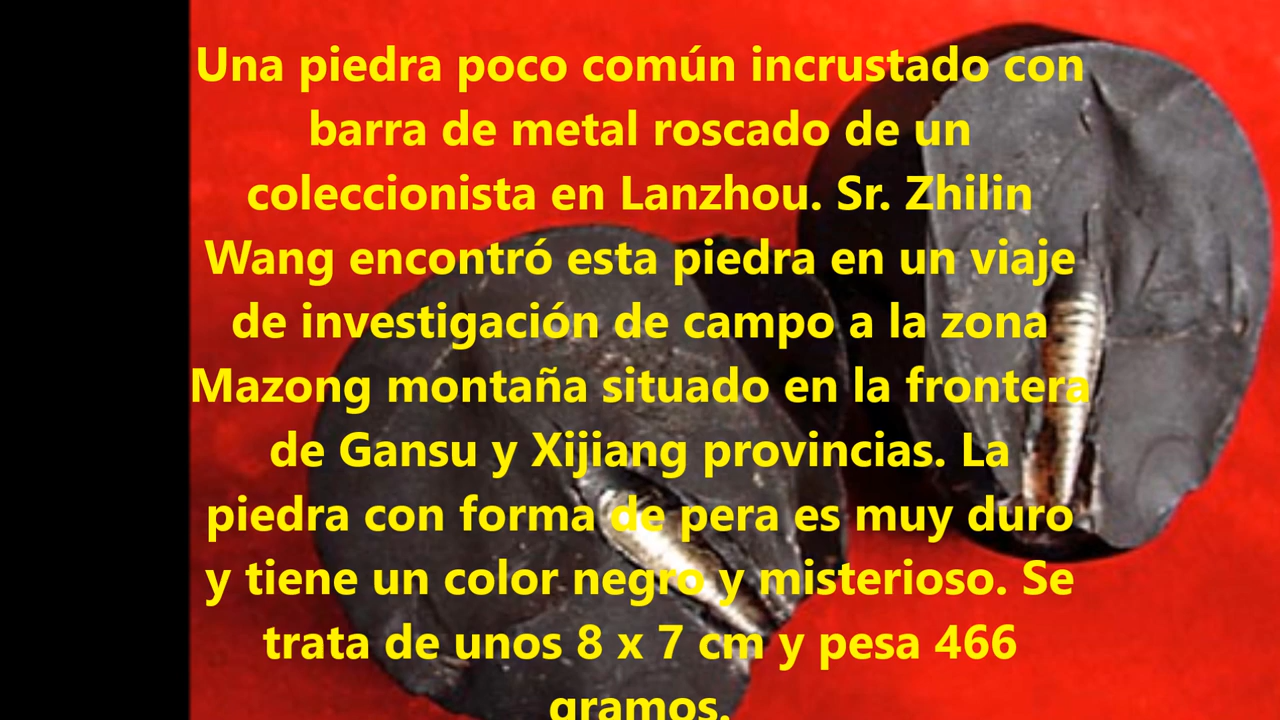 Una piedra poco común incrustado con
barra de metal roscado de un
coleccionista en Lanzhou. Sr. Zhilin
Wang encontró esta piedra en un viaje
de investigación de campo a la zona
Mazong montaña situado en la frontera
de Gansu y Xijiang provincias. La
piedra con forma de pera es muy duro
y tiene un color negro y misterioso. Se
trata de unos 8 x 7 cm y pesa 466
gramos.